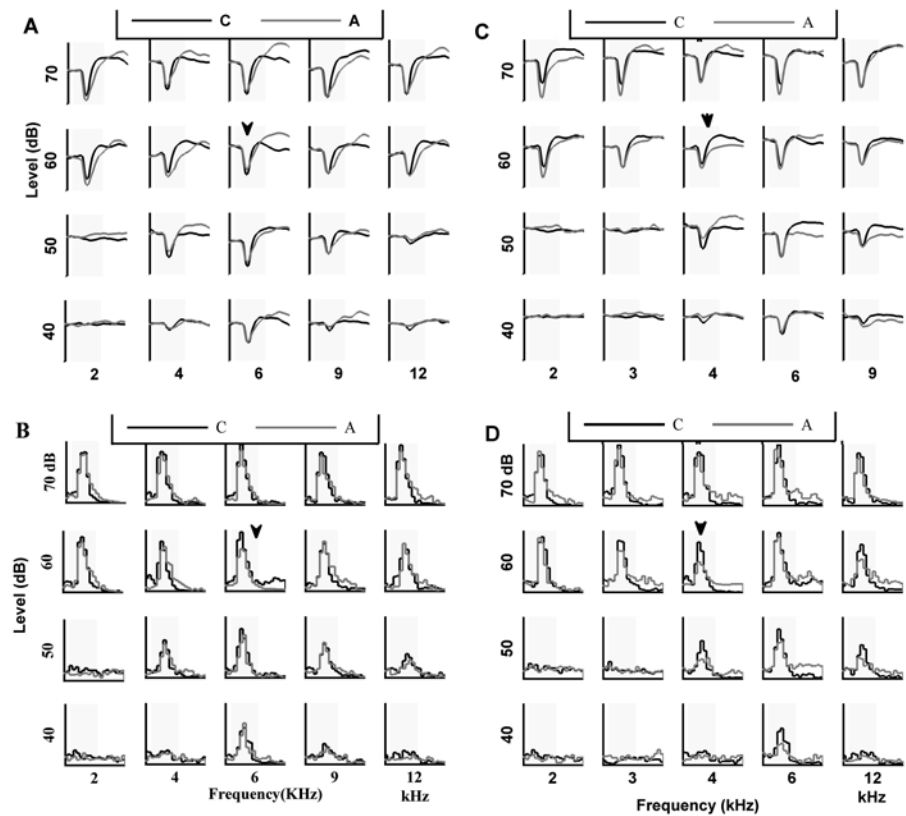 A
C A
70
Level (dB)
60
50
40
2 4 6 9 12
C
C A
70
60
50
40
2 3 4 6 9
B
C A
70 dB
60
Level (dB)
50
40
2 4 6 9 12
Frequency(KHz) kHz
D
C A
70 dB
60
50
40
2 3 4 6 12
Frequency (kHz) kHz